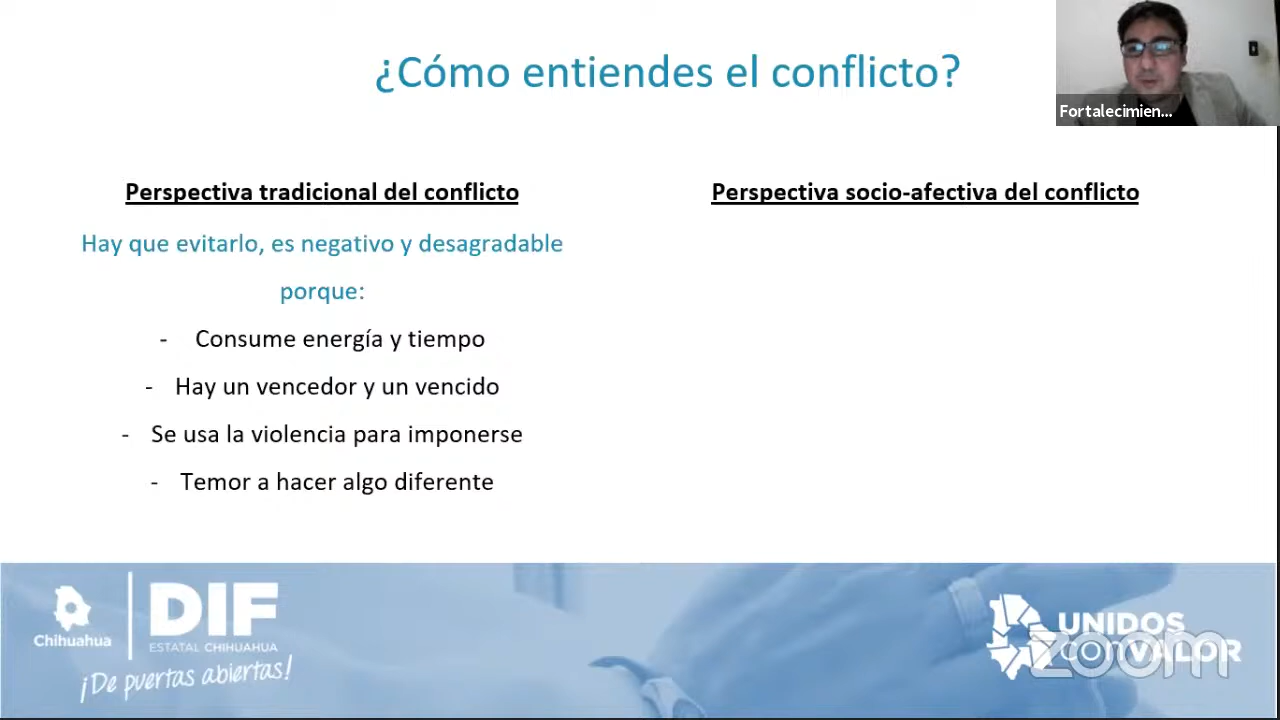 ¿Cómo entiendes el conflicto?
Fortalecimien...
Perspectiva tradicional del conflicto
Perspectiva socio-afectiva del conflicto
Hay que evitarlo, es negativo y desagradable
porque:
- Consume energía y tiempo
- Hay un vencedor y un vencido
- Se usa la violencia para imponerse
- Temor a hacer algo diferente
Chihuahua
DIF
ESTATAL CHIHUAHUA
¡De puertas abiertas!
UNIDOS
conVALOR
zoom